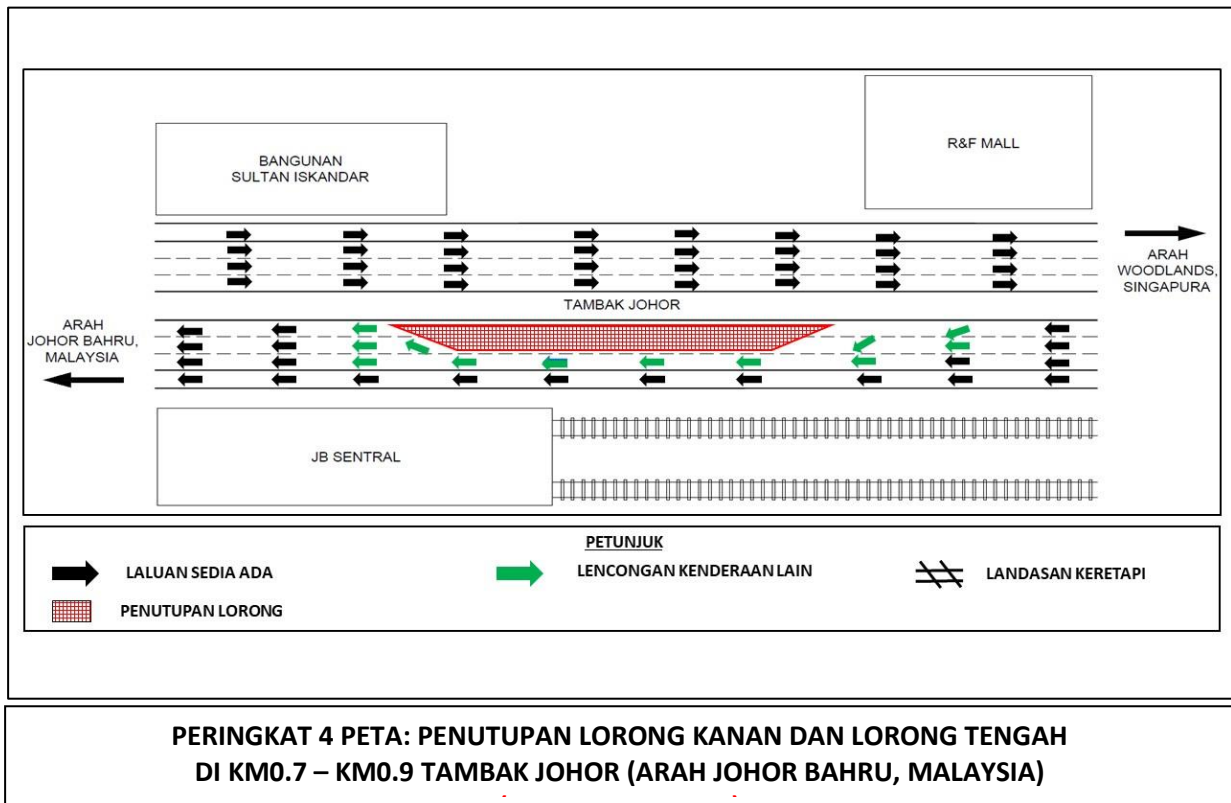 BANGUNAN
SULTAN ISKANDAR
R&F MALL
ARAH
WOODLANDS,
SINGAPURA
TAMBAK JOHOR
ARAH
JOHOR BAHRU,
MALAYSIA
JB SENTRAL
PETUNJUK
LALUAN SEDIA ADA
LENCONGAN KENDERAAN LAIN
LANDASAN KERETAPI
PENUTUPAN LORONG
PERINGKAT 4 PETA: PENUTUPAN LORONG KANAN DAN LORONG TENGAH
DI KM0.7 – KM0.9 TAMBAK JOHOR (ARAH JOHOR BAHRU, MALAYSIA)